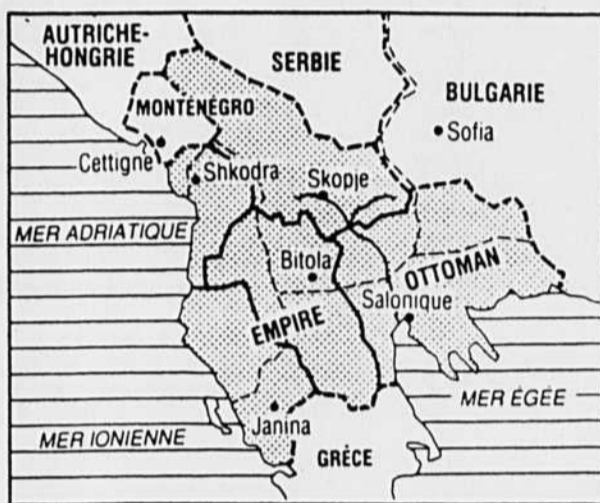 AUTRICHE-
HONGRIE
SERBIE
BULGARIE
MONTÉNÉGRO
Sofia
Cettigne
Shkodra
Skopje
MER ADRIATIQUE
Bitola
OTTOMAN
Salonique
EMPIRE
MER ÉGÉE
Janina
MER IONIENNE
GRÈCE